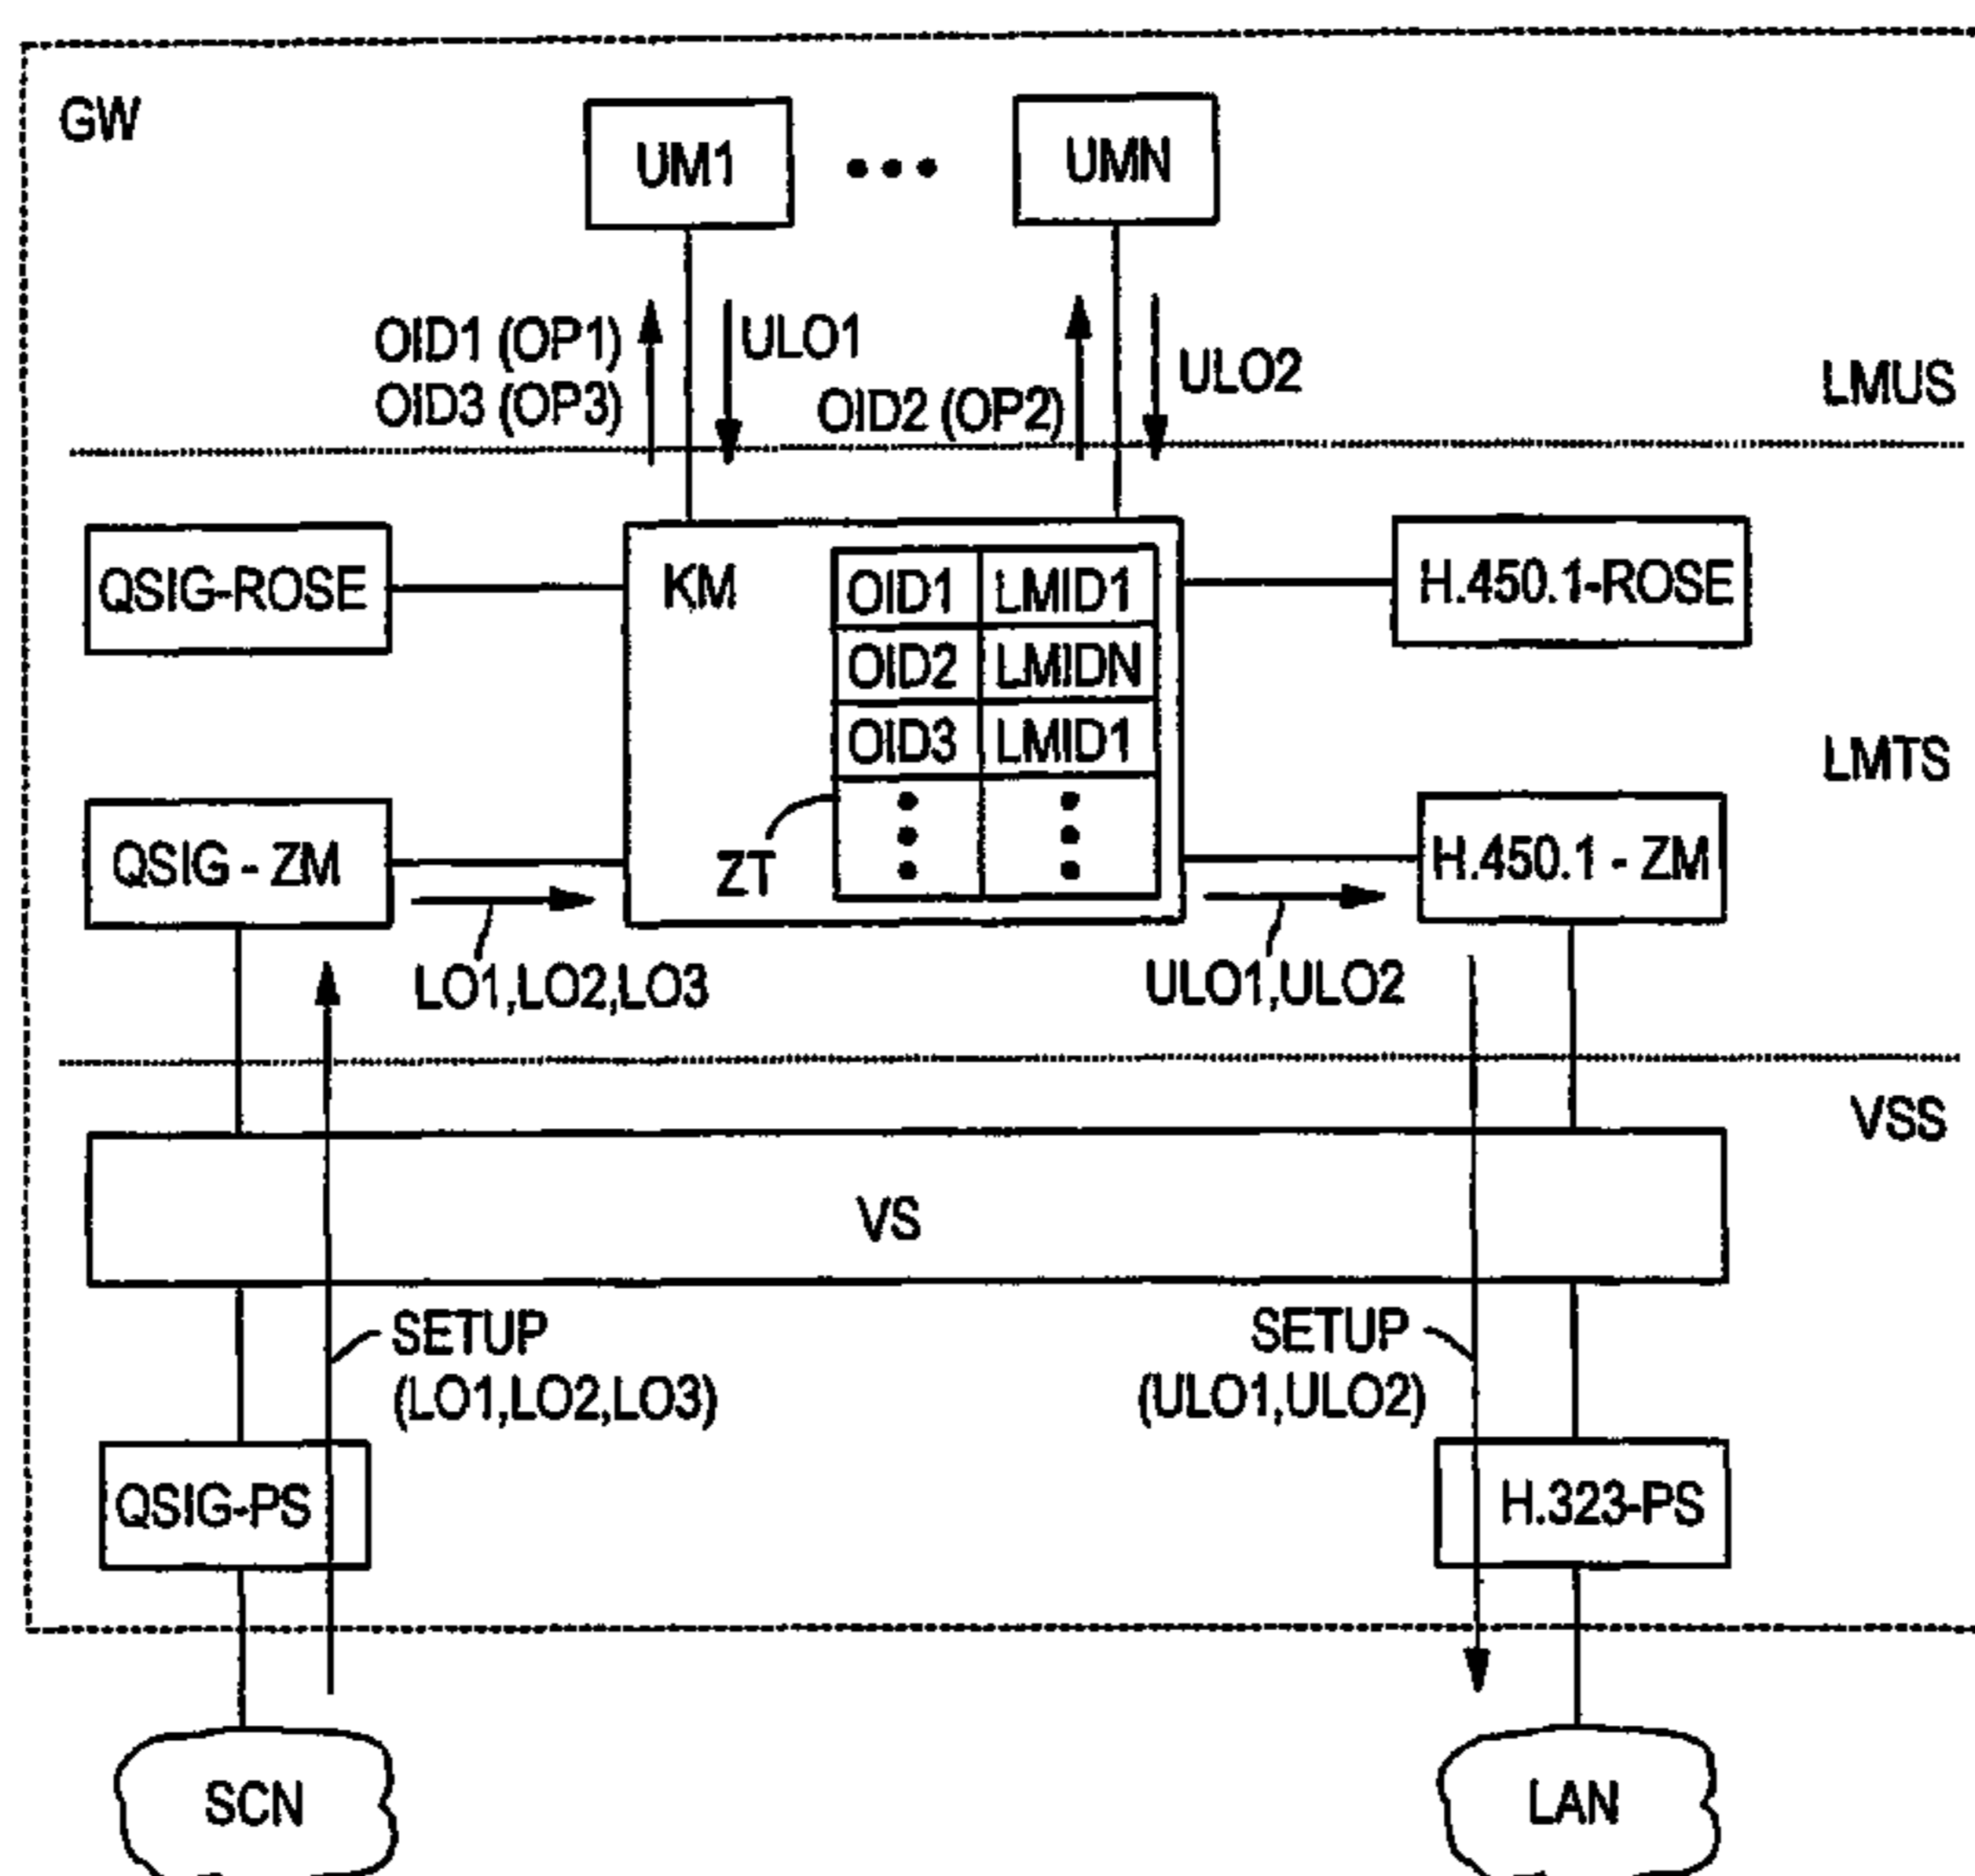 GW
UM1
UMN
OID1 (OP1)
OID3 (OP3)
ULO1
OID2 (OP2)
ULO2
LMUS
QSIG-ROSE
KM
OID1 LMID1
OID2 LMIDN
OID3 LMID1
H.450.1-ROSE
LMTS
QSIG - ZM
ZT
H.450.1 - ZM
LO1,LO2,LO3
ULO1,ULO2
VSS
VS
SETUP
(LO1,LO2,LO3)
SETUP
(ULO1,ULO2)
QSIG-PS
H.323-PS
SCN
LAN